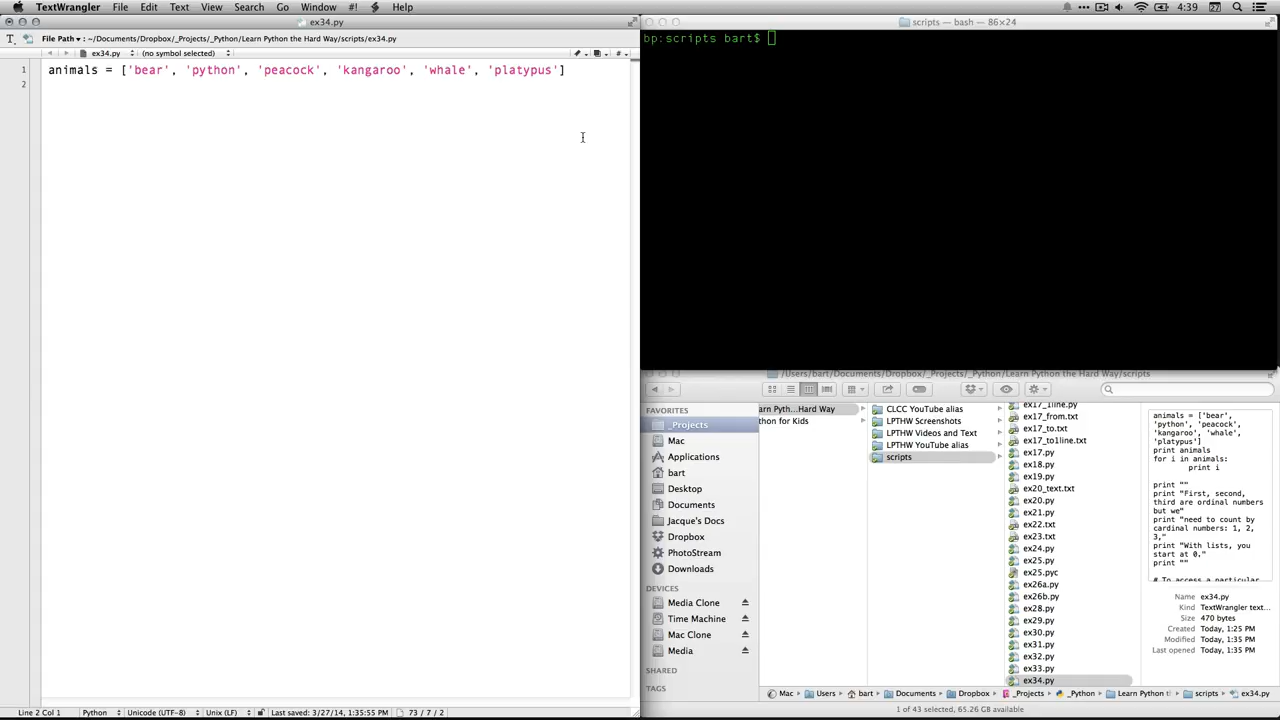 TextWrangler File Edit Text View Search Go Window #! Help 4:39 27
ex34.py
File Path ▾ : ~/Documents/Dropbox/_Projects/_Python/Learn Python the Hard Way/scripts/ex34.py
ex34.py (no symbol selected) #
1 animals = ['bear', 'python', 'peacock', 'kangaroo', 'whale', 'platypus']
2
Line 2 Col 1 Python Unicode (UTF-8) Unix (LF) Last saved: 3/27/14, 1:35:55 PM 73 / 7 / 2
scripts — bash — 86×24
bp:scripts bart$
/Users/bart/Documents/Dropbox/_Projects/_Python/Learn Python the Hard Way/scripts
FAVORITES
_Projects
Mac
Applications
bart
Desktop
Documents
Jacque's Docs
Dropbox
PhotoStream
Downloads
DEVICES
Media Clone
Time Machine
Mac Clone
Media
SHARED
TAGS
arn Pyth...Hard Way
thon for Kids
CLCC YouTube alias
LPTHW Screenshots
LPTHW Videos and Text
LPTHW YouTube alias
scripts
ex17_1line.py
ex17_from.txt
ex17_to.txt
ex17_to1line.txt
ex17.py
ex18.py
ex19.py
ex20_text.txt
ex20.py
ex21.py
ex22.txt
ex23.txt
ex24.py
ex25.py
ex25.pyc
ex26a.py
ex26b.py
ex28.py
ex29.py
ex30.py
ex31.py
ex32.py
ex33.py
ex34.py
animals = ['bear',
'python', 'peacock',
'kangaroo', 'whale',
'platypus']
print animals
for i in animals:
print i
print ""
print "First, second,
third are ordinal numbers
but we"
print "need to count by
cardinal numbers: 1, 2,
3,"
print "With lists, you
start at 0."
print ""
# To access a particular
Name ex34.py
Kind TextWrangler text...
Size 470 bytes
Created Today, 1:25 PM
Modified Today, 1:35 PM
Last opened Today, 1:35 PM
Mac ▸ Users ▸ bart ▸ Documents ▸ Dropbox ▸ _Projects ▸ _Python ▸ Learn Python t ▸ scripts ▸ ex34.py
1 of 43 selected, 65.26 GB available